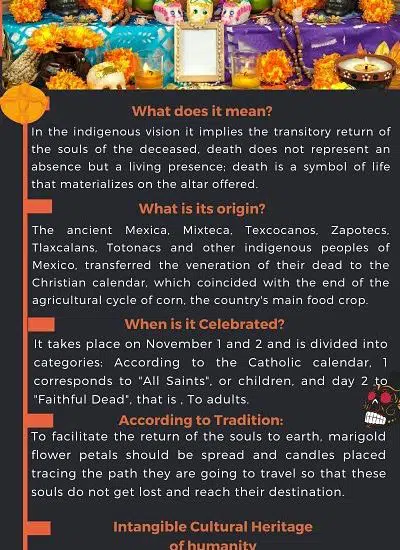 What does it mean?
In the indigenous vision it implies the transitory return
of the souls of the deceased, death does not represent an
absence but a living presence; death is a symbol of life
that materializes on the altar offered.
What is its origin?
The ancient Mexica, Mixteca, Texcocanos, Zapotecs,
Tlaxcalans, Totonacs and other indigenous peoples of
Mexico, transferred the veneration of their dead to the
Christian calendar, which coincided with the end of the
agricultural cycle of corn, the country's main food crop.
When is it Celebrated?
It takes place on November 1 and 2 and is divided into
categories: According to the Catholic calendar, 1
corresponds to "All Saints", or children, and day 2 to
"Faithful Dead", that is , To adults.
According to Tradition:
To facilitate the return of the souls to earth, marigold
flower petals should be spread and candles placed
tracing the path they are going to travel so that these
souls do not get lost and reach their destination.
Intangible Cultural Heritage
of humanity